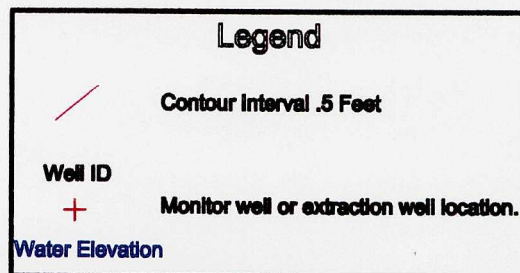 Legend
Contour Interval .5 Feet
Well ID
Monitor well or extraction well location.
Water Elevation